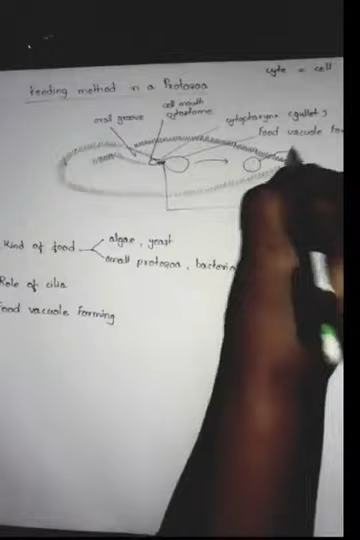 Feeding method in a Protozoa
cyte = cell
cell mouth
cytostome
oral groove
cytopharynx (gullet)
food vacuole
Kind of food
algae, yeast
small protozoa, bacteria
Role of cilia
Food vacuole forming